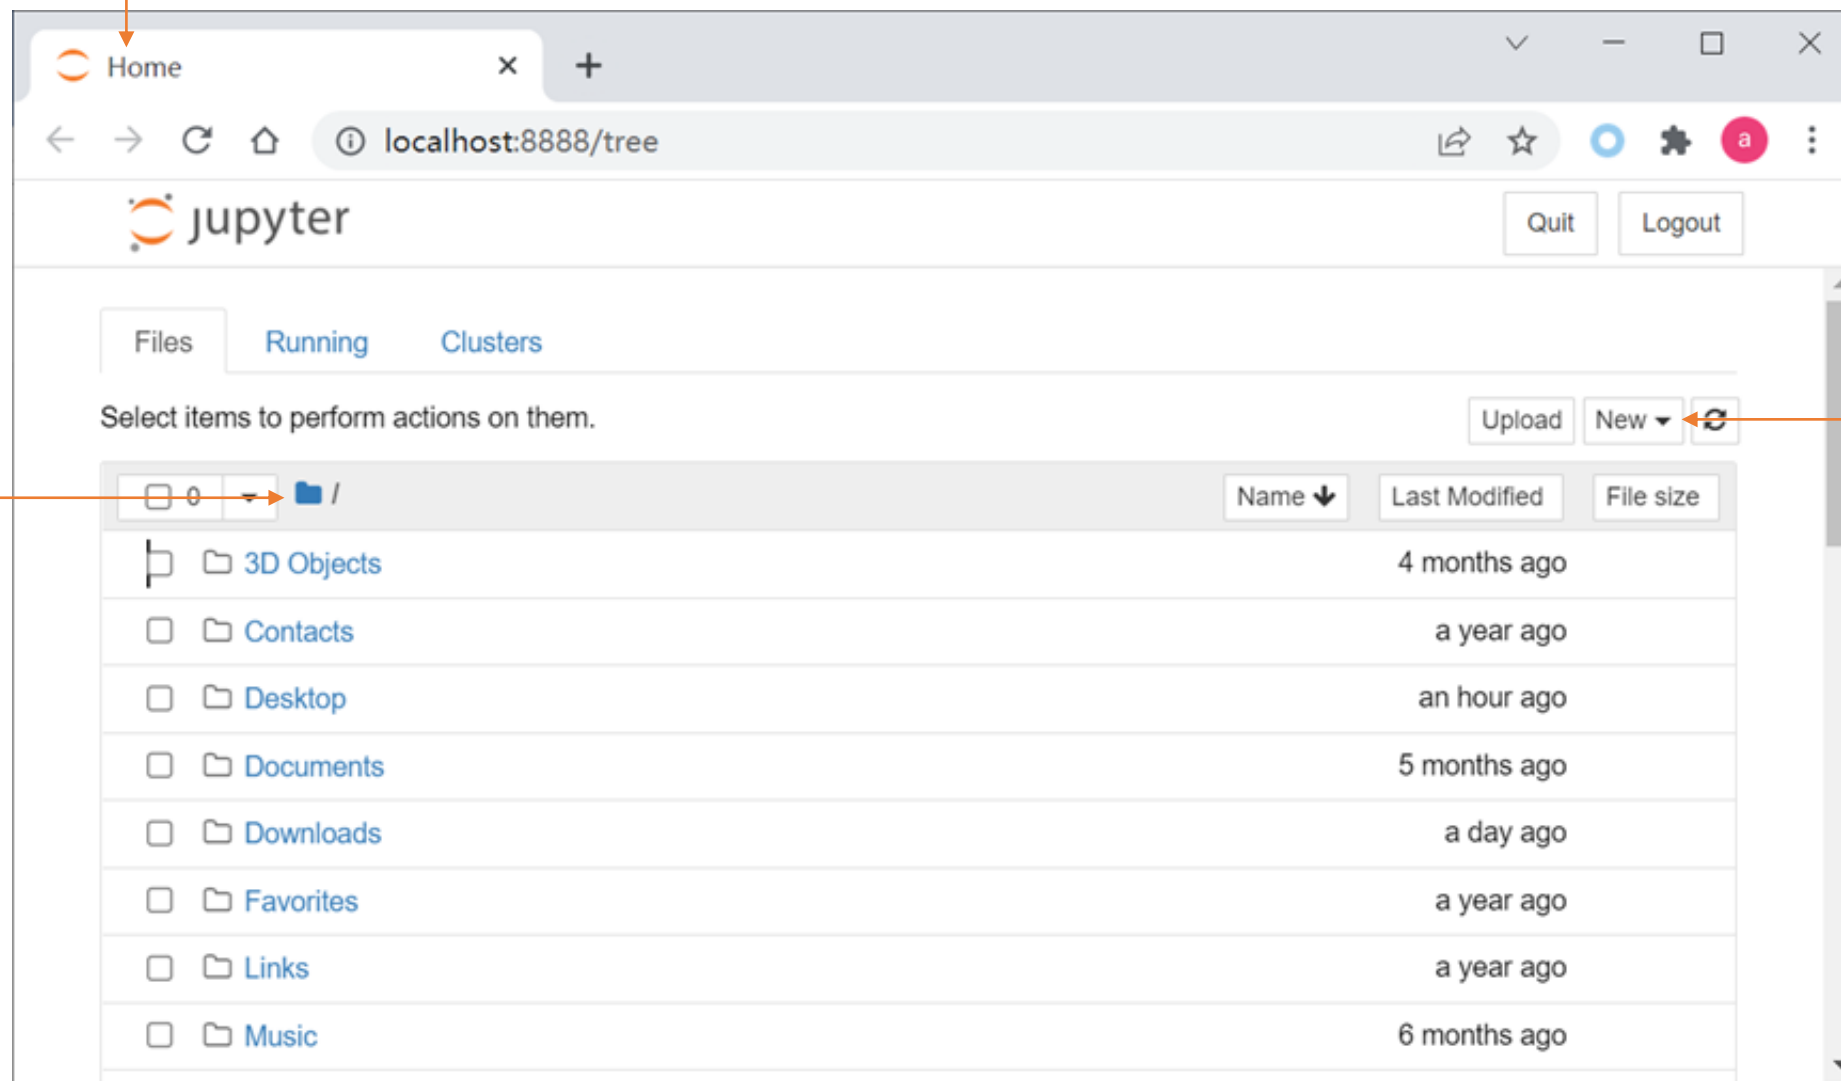 Home
localhost:8888/tree
a
jupyter
Quit Logout
Files Running Clusters
Select items to perform actions on them.
Upload New
0 / Name Last Modified File size
3D Objects 4 months ago
Contacts a year ago
Desktop an hour ago
Documents 5 months ago
Downloads a day ago
Favorites a year ago
Links a year ago
Music 6 months ago